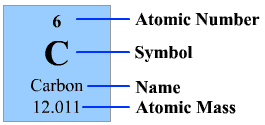 6 Atomic Number
C Symbol
Carbon Name
12.011 Atomic Mass